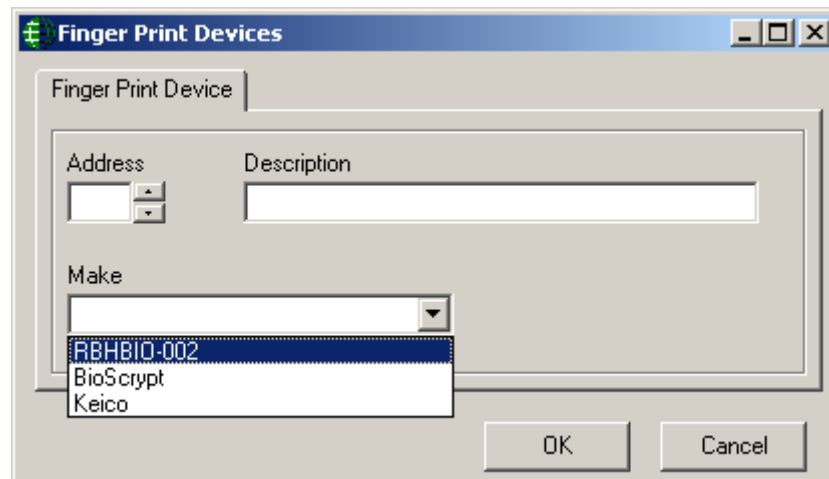 Finger Print Devices
Finger Print Device
Address Description
Make
RBHBIO-002
BioScrypt
Keico
OK Cancel